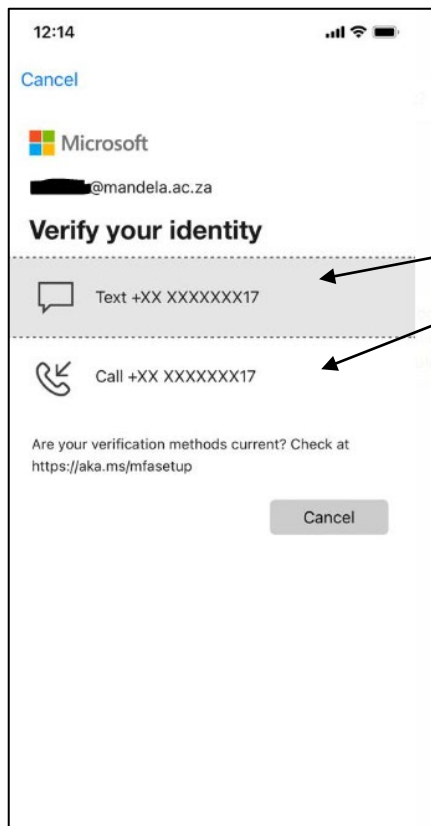 12:14
Cancel
Microsoft
@mandela.ac.za
Verify your identity
Text +XX XXXXXXX17
Call +XX XXXXXXX17
Are your verification methods current? Check at
https://aka.ms/mfasetup
Cancel